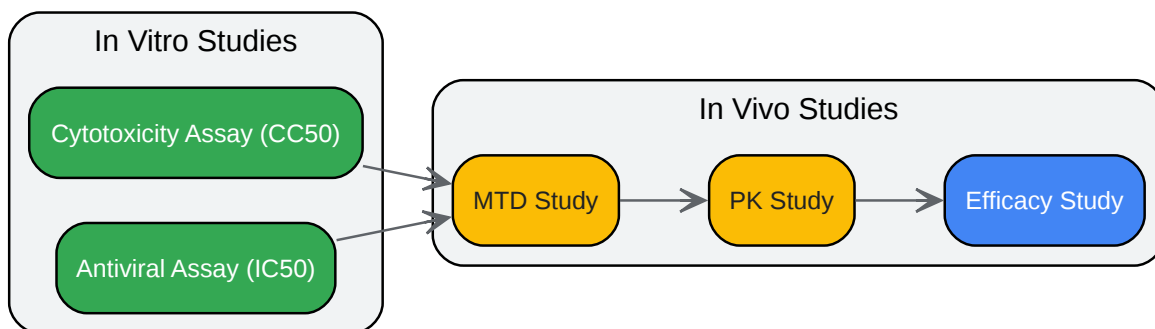 In Vitro Studies
Cytotoxicity Assay (CC50)
Antiviral Assay (IC50)
In Vivo Studies
MTD Study
PK Study
Efficacy Study